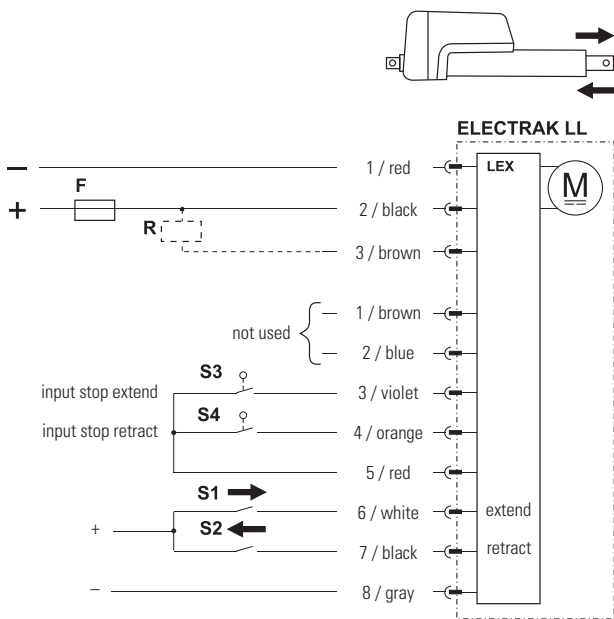 ELECTRAK LL
– 1 / red LEX
F
+ 2 / black M
R
3 / brown
1 / brown
not used
2 / blue
S3
input stop extend 3 / violet
S4
input stop retract 4 / orange
5 / red
S1
6 / white extend
+ S2
7 / black retract
– 8 / gray